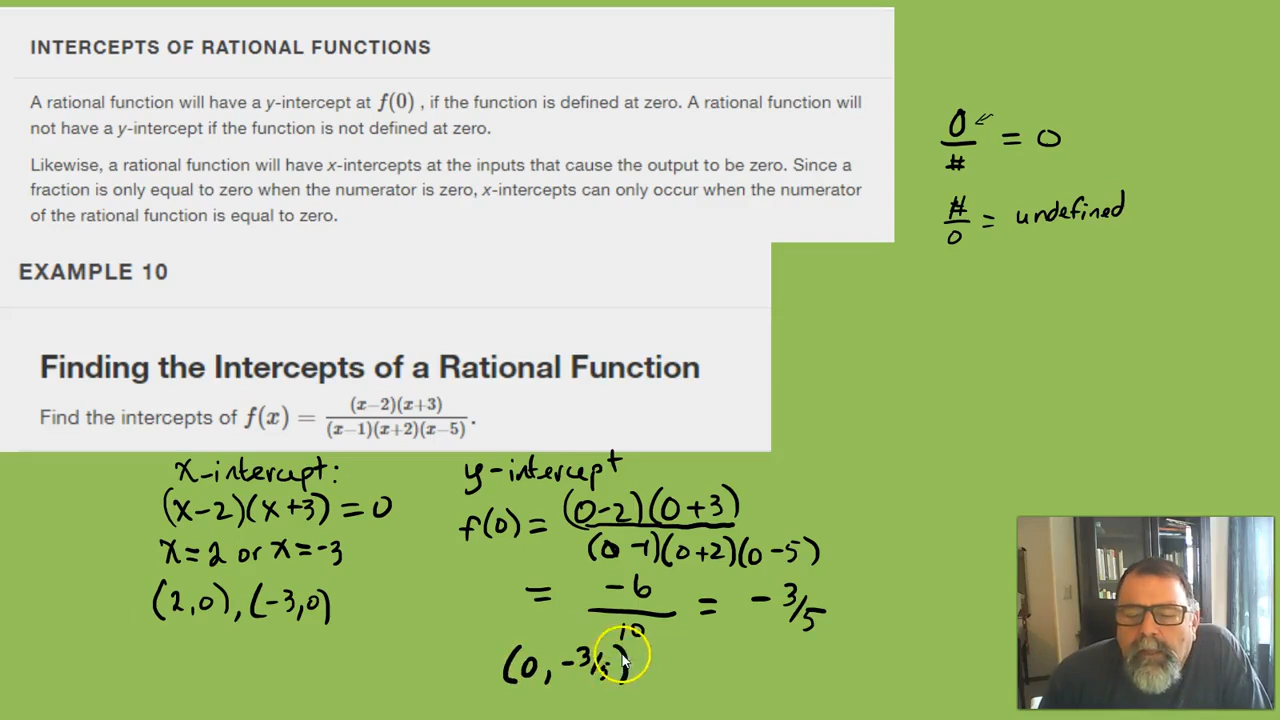 INTERCEPTS OF RATIONAL FUNCTIONS
A rational function will have a y-intercept at f(0) , if the function is defined at zero. A rational function will
not have a y-intercept if the function is not defined at zero.
Likewise, a rational function will have x-intercepts at the inputs that cause the output to be zero. Since a
fraction is only equal to zero when the numerator is zero, x-intercepts can only occur when the numerator
of the rational function is equal to zero.
0/# = 0
#/0 = undefined
EXAMPLE 10
Finding the Intercepts of a Rational Function
Find the intercepts of f(x) = (x−2)(x+3)/(x−1)(x+2)(x−5).
x-intercept:
(x-2)(x+3)=0
x=2 or x=-3
(2,0),(-3,0)
y-intercept
f(0)= (0-2)(0+3)/(0-1)(0+2)(0-5)
= -6/10 = -3/5
(0,-3/5)